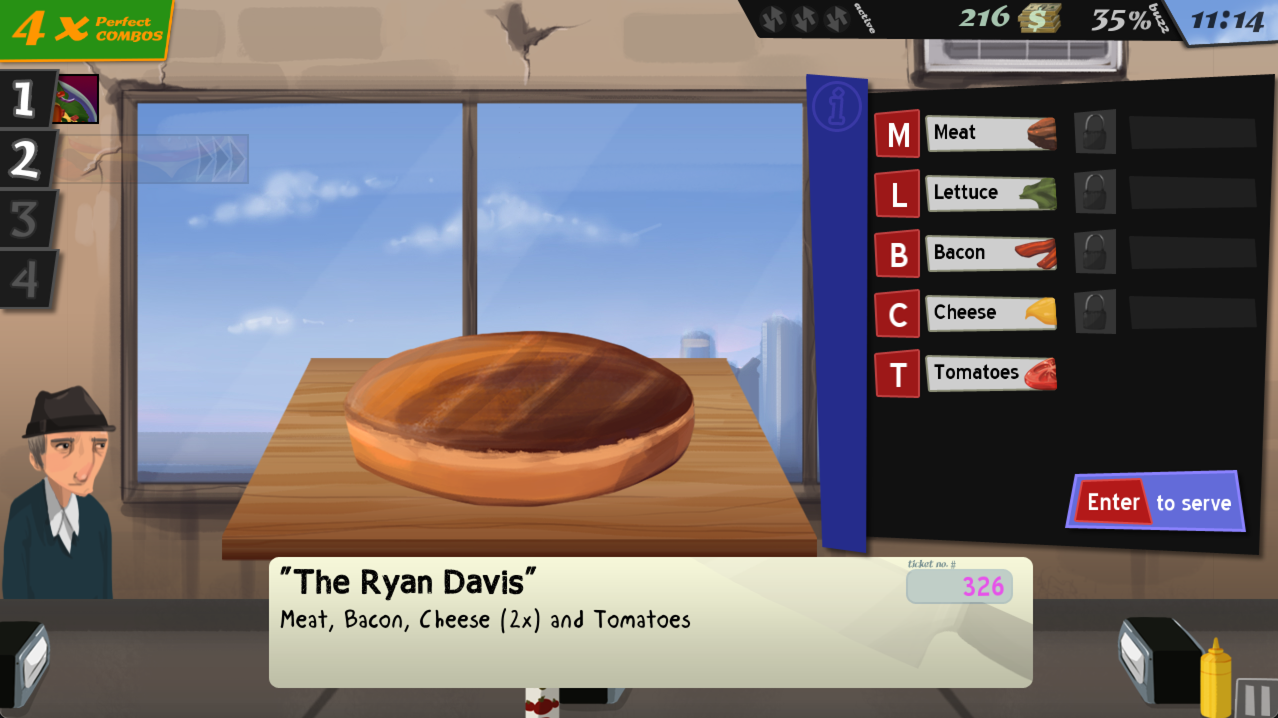 4x Perfect COMBOS
active
216 $
35% buzz
11:14
1
2
3
4
i
M Meat
L Lettuce
B Bacon
C Cheese
T Tomatoes
Enter to serve
"The Ryan Davis"
ticket no. #
326
Meat, Bacon, Cheese (2x) and Tomatoes